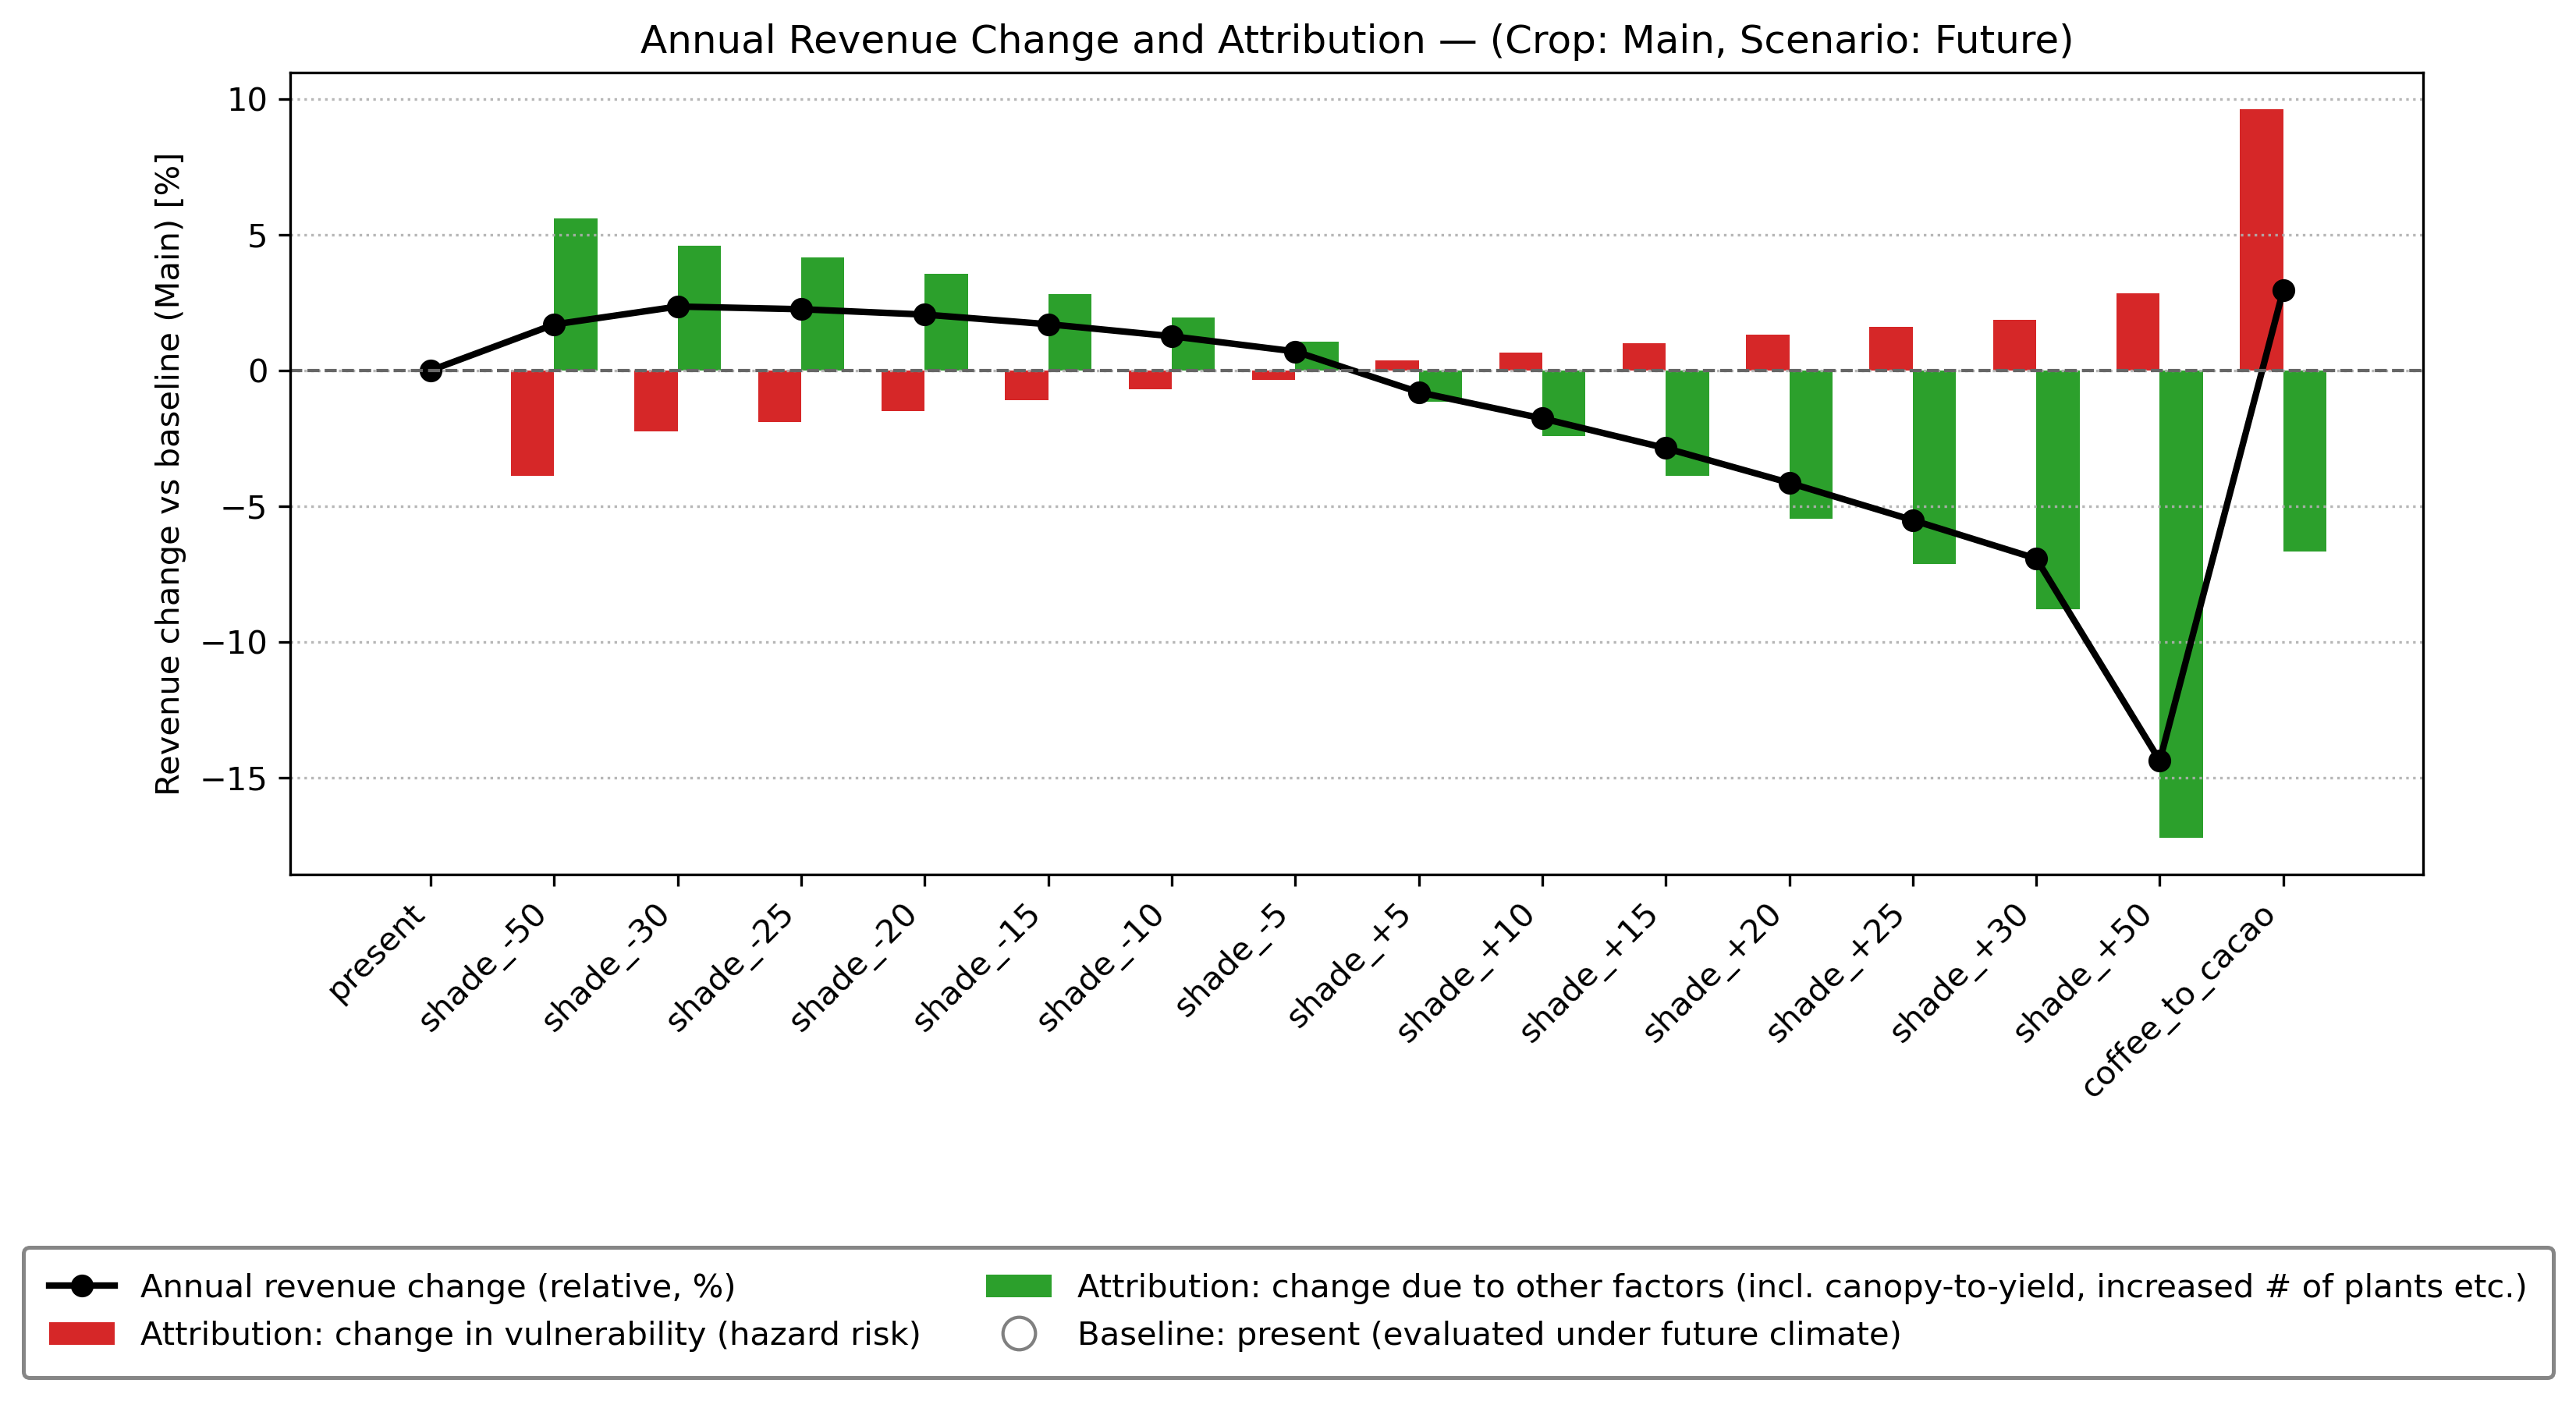 Annual Revenue Change and Attribution — (Crop: Main, Scenario: Future)
Revenue change vs baseline (Main) [%]
10
5
0
−5
−10
−15
present
shade_-50
shade_-30
shade_-25
shade_-20
shade_-15
shade_-10
shade_-5
shade_+5
shade_+10
shade_+15
shade_+20
shade_+25
shade_+30
shade_+50
coffee_to_cacao
Annual revenue change (relative, %)
Attribution: change in vulnerability (hazard risk)
Attribution: change due to other factors (incl. canopy-to-yield, increased # of plants etc.)
Baseline: present (evaluated under future climate)